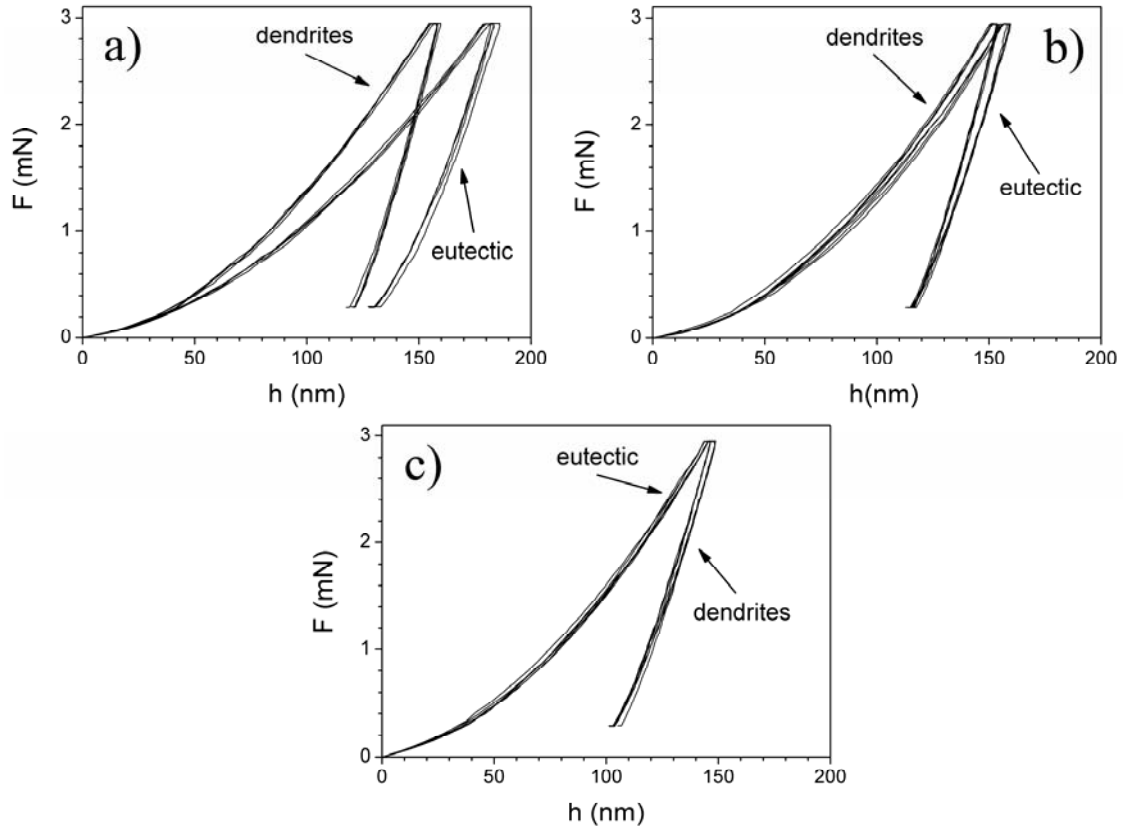 a)
dendrites
eutectic
F (mN)
3
2
1
0
0 50 100 150 200
h (nm)
b)
dendrites
eutectic
F (mN)
3
2
1
0
0 50 100 150 200
h(nm)
c)
eutectic
dendrites
F (mN)
3
2
1
0
0 50 100 150 200
h (nm)